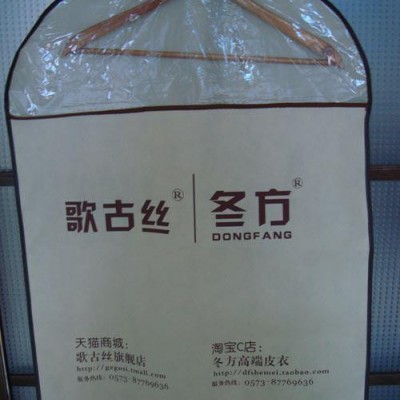 歌古丝® | 冬方®
DONGFANG
天猫商城:
歌古丝旗舰店
http://gegusi.tmall.com
服务热线: 0573-87769636
淘宝C店:
冬方高端皮衣
http://dfshenxi.taobao.com
服务热线: 0573-87769636